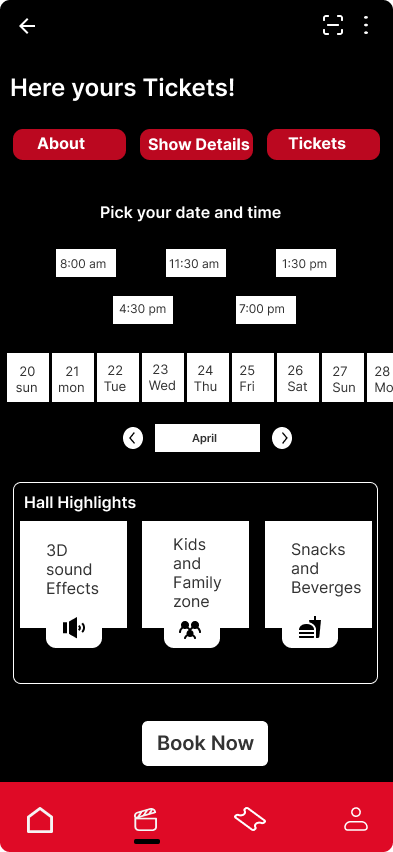 Here yours Tickets!
About
Show Details
Tickets
Pick your date and time
8:00 am
11:30 am
1:30 pm
4:30 pm
7:00 pm
20
sun
21
mon
22
Tue
23
Wed
24
Thu
25
Fri
26
Sat
27
Sun
28
Mo
April
Hall Highlights
3D
sound
Effects
Kids
and
Family
zone
Snacks
and
Beverges
Book Now